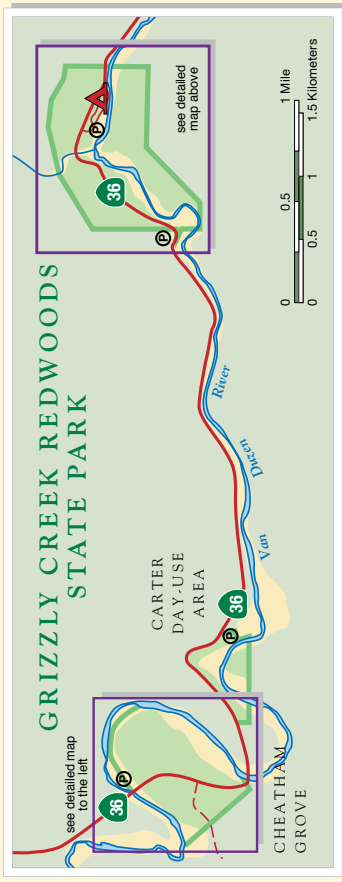 GRIZZLY CREEK REDWOODS
STATE PARK
see detailed map
to the left
36
P
CHEATHAM
GROVE
CARTER
DAY-USE
AREA
36
P
Van
Duzen
River
P
36
P
see detailed
map above
0
0.5
1 Mile
0
0.5
1
1.5 Kilometers